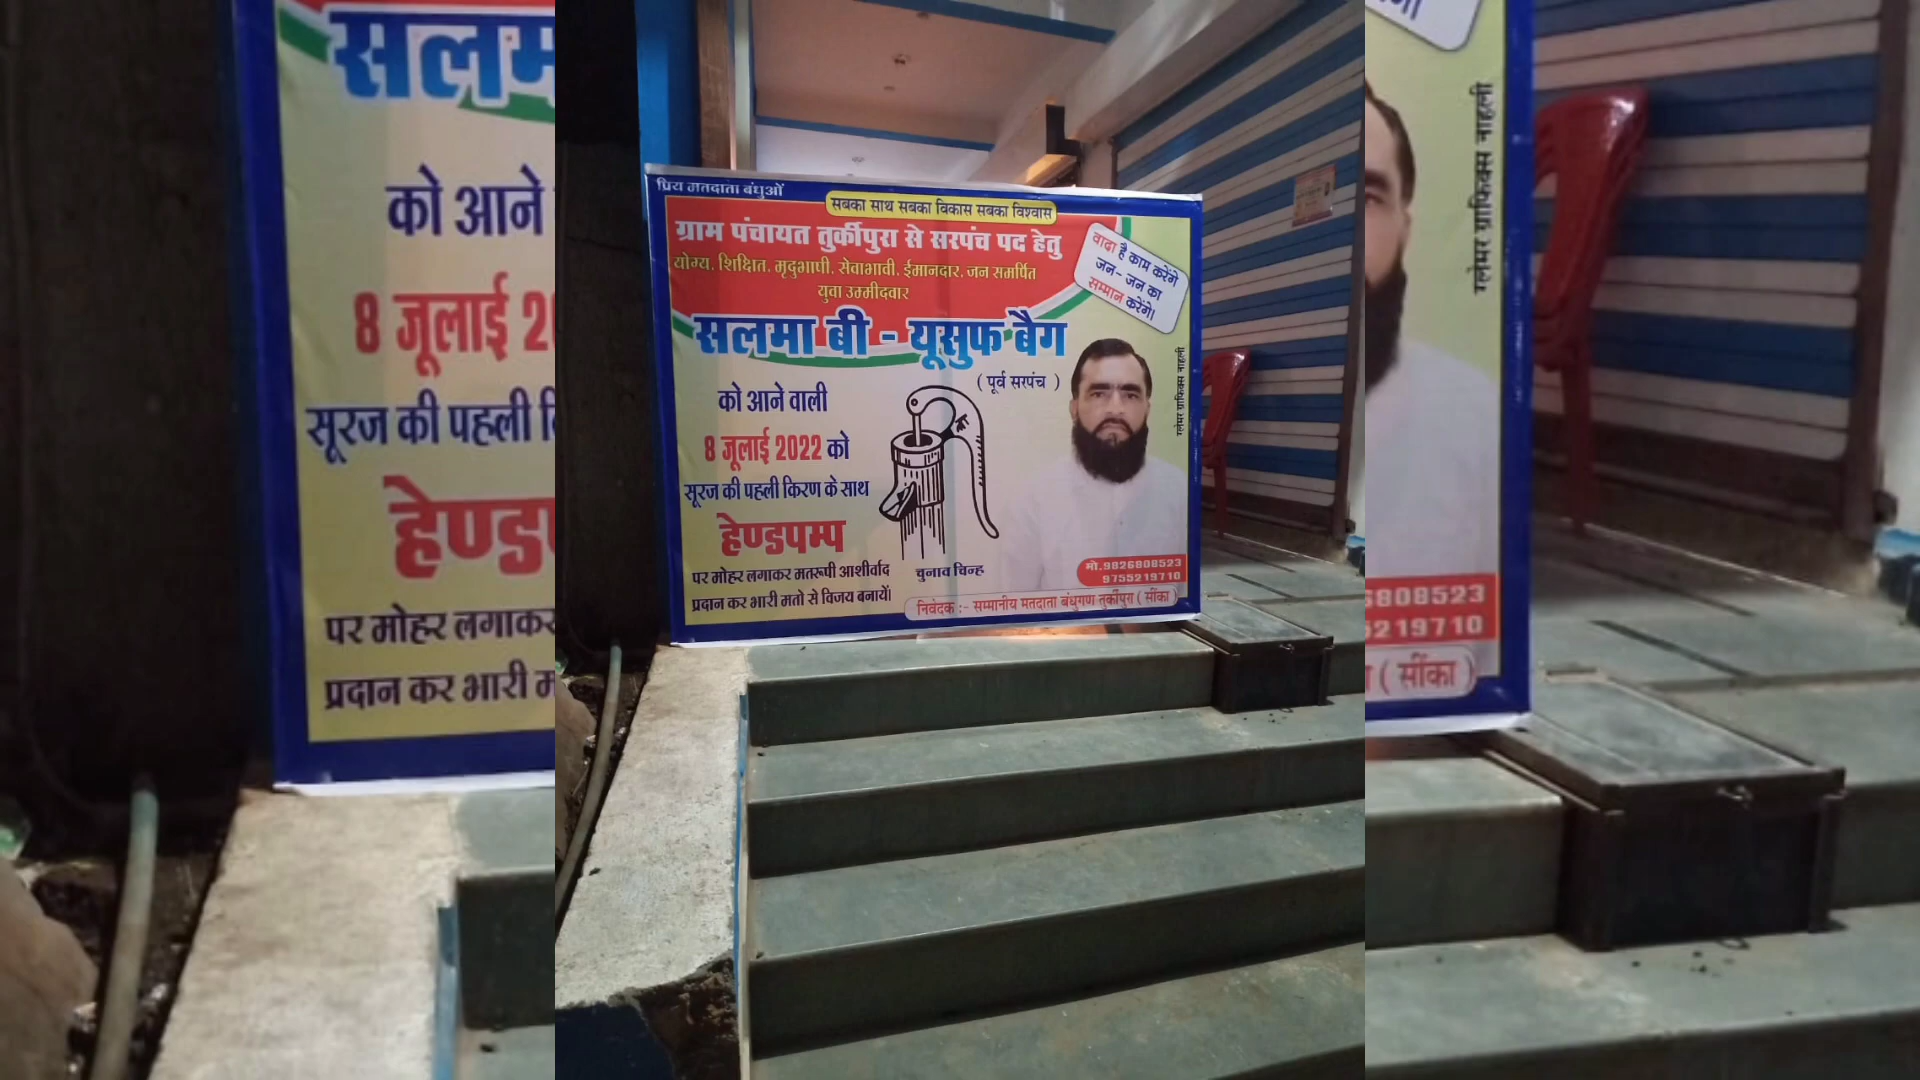 प्रिय मतदाता बंधुओं
सबका साथ सबका विकास सबका विश्वास
ग्राम पंचायत तुर्कीपुरा से सरपंच पद हेतु
योग्य, शिक्षित, मृदुभाषी, सेवाभावी, ईमानदार, जन समर्पित
युवा उम्मीदवार
वादा है काम करेंगे
जन- जन का
सम्मान करेंगे।
सलमा बी - यूसुफ बैग
( पूर्व सरपंच )
को आने वाली
8 जूलाई 2022 को
सूरज की पहली किरण के साथ
हेण्डपम्प
पर मोहर लगाकर मतरूपी आशीर्वाद
प्रदान कर भारी मतो से विजय बनायें।
चुनाव चिन्ह
ग्लेमर ग्राफिक्स नाहली
मो.9826808523
9755219710
निवेदक :- सम्मानीय मतदाता बंधुगण तुर्कीपुरा ( सींका )